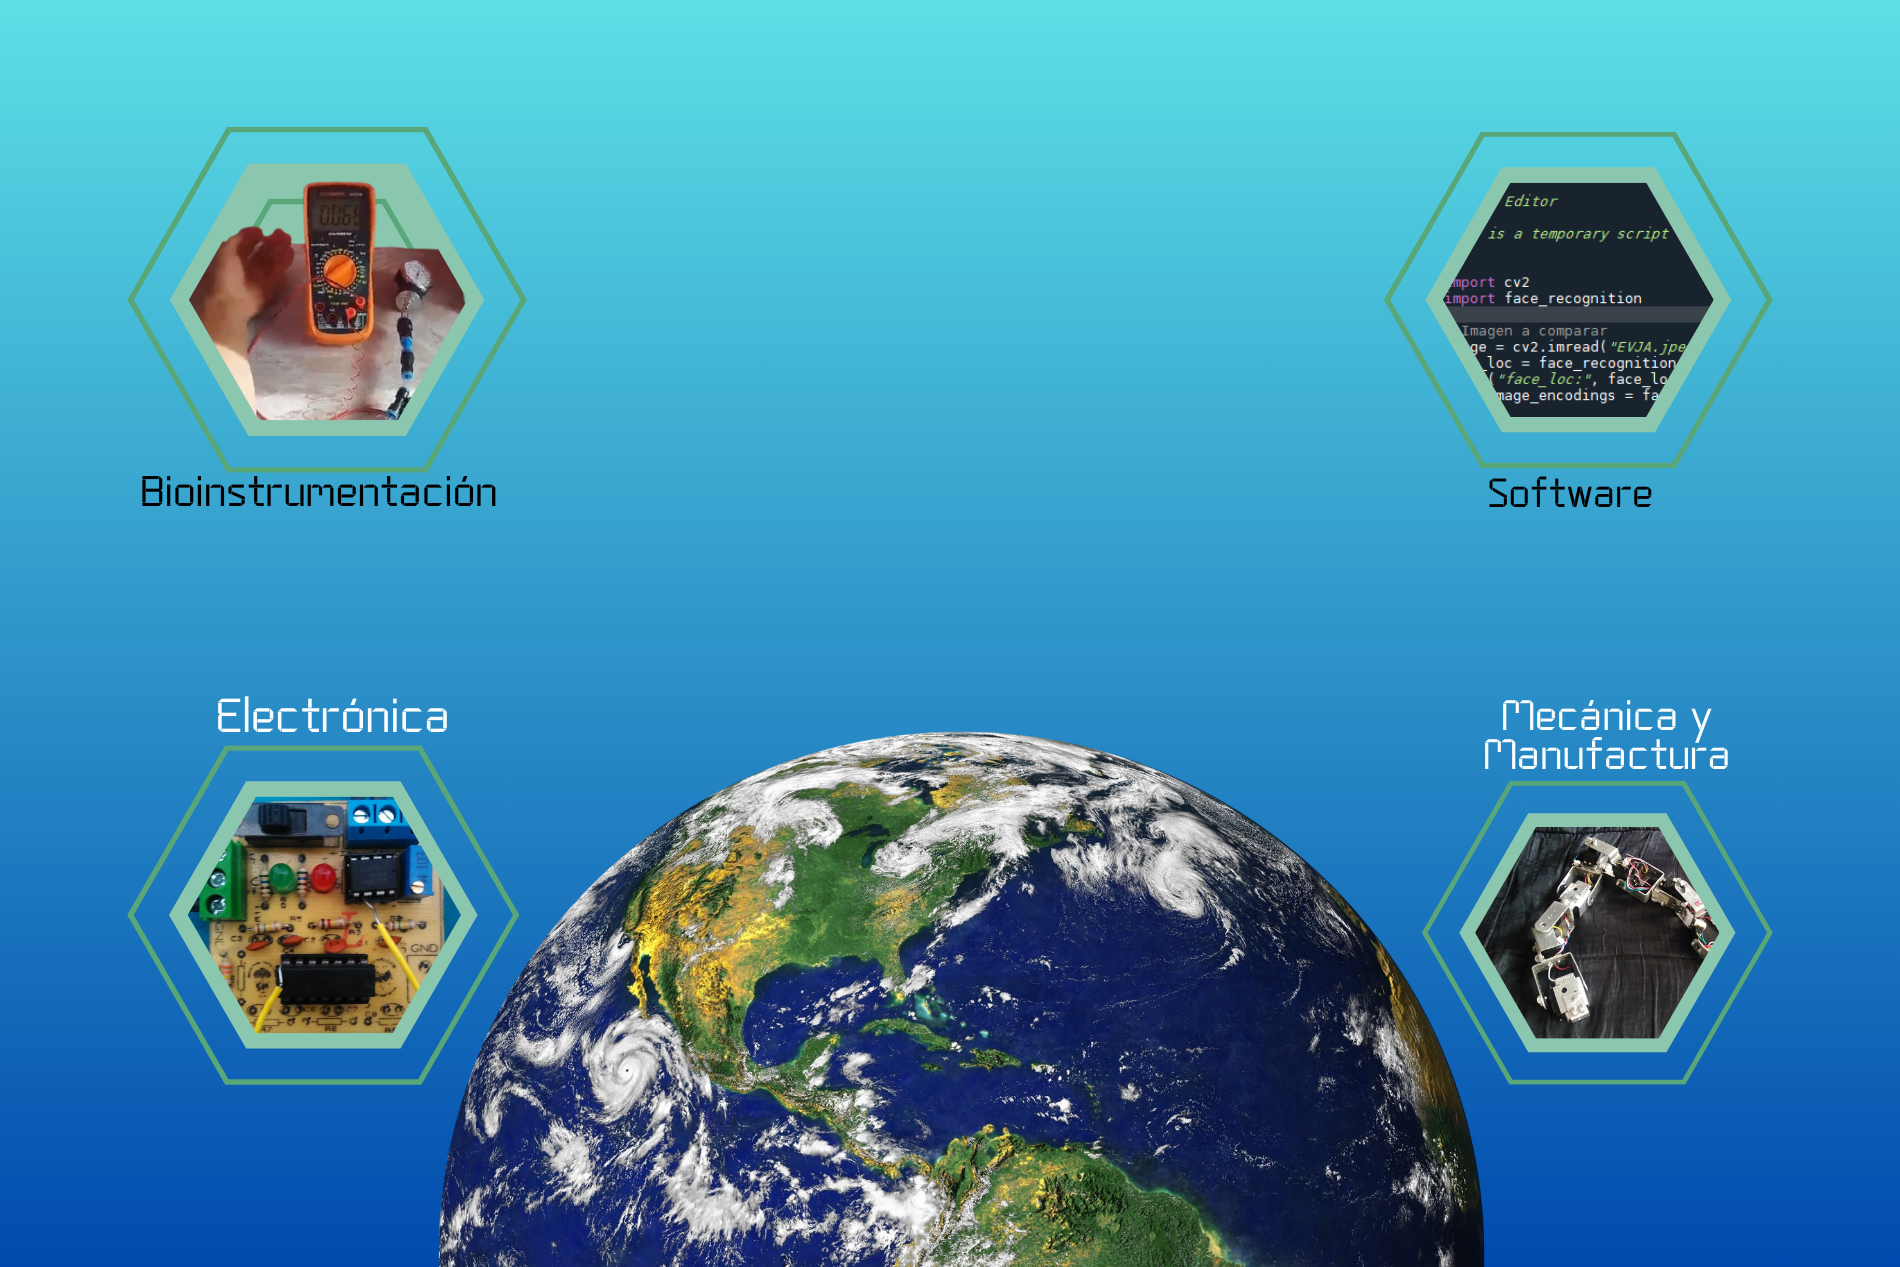 Bioinstrumentación
Editor
is a temporary script
import cv2
import face_recognition
Imagen a comparar
ge = cv2.imread("EVJA.jpe
_loc = face_recognition
("face_loc:", face_lo
mage_encodings = fa
Software
Electrónica
GND
Mecánica y
Manufactura